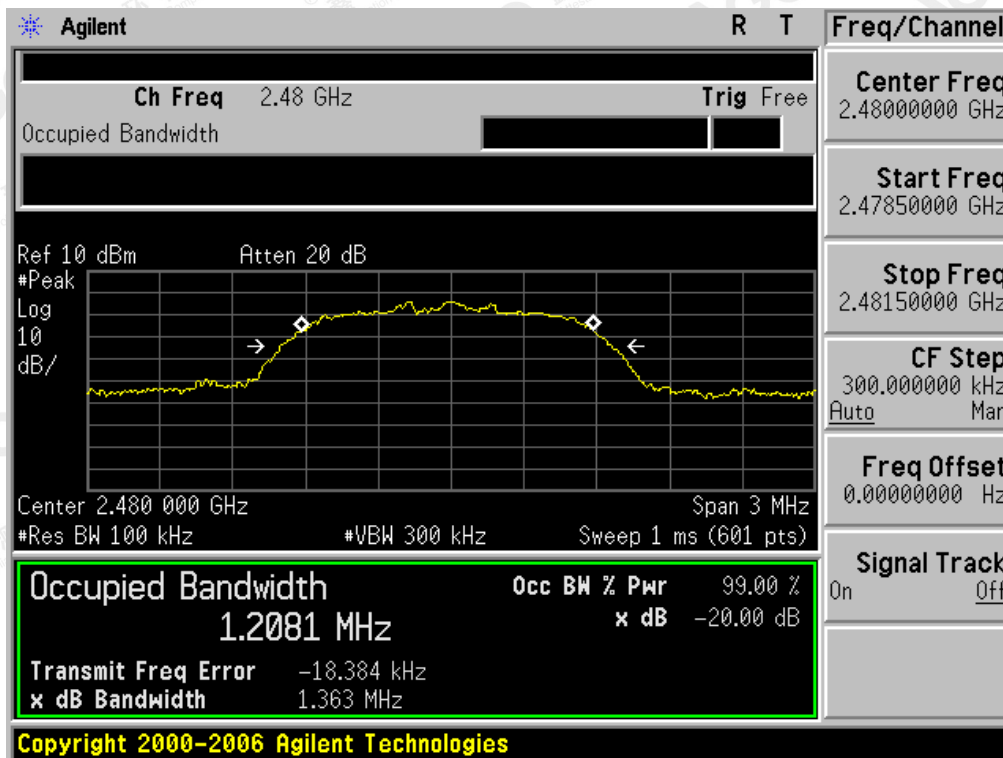 Agilent R T Freq/Channel
Ch Freq 2.48 GHz Trig Free
Occupied Bandwidth
Center Freq
2.48000000 GHz
Start Freq
2.47850000 GHz
Stop Freq
2.48150000 GHz
CF Step
300.000000 kHz
Auto Man
Freq Offset
0.00000000 Hz
Signal Track
On Off
Ref 10 dBm Atten 20 dB
#Peak
Log
10
dB/
Center 2.480 000 GHz Span 3 MHz
#Res BW 100 kHz #VBW 300 kHz Sweep 1 ms (601 pts)
Occupied Bandwidth Occ BW % Pwr 99.00 %
1.2081 MHz x dB -20.00 dB
Transmit Freq Error -18.384 kHz
x dB Bandwidth 1.363 MHz
Copyright 2000-2006 Agilent Technologies